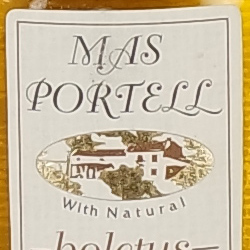 MAS
PORTELL
With Natural
boletus